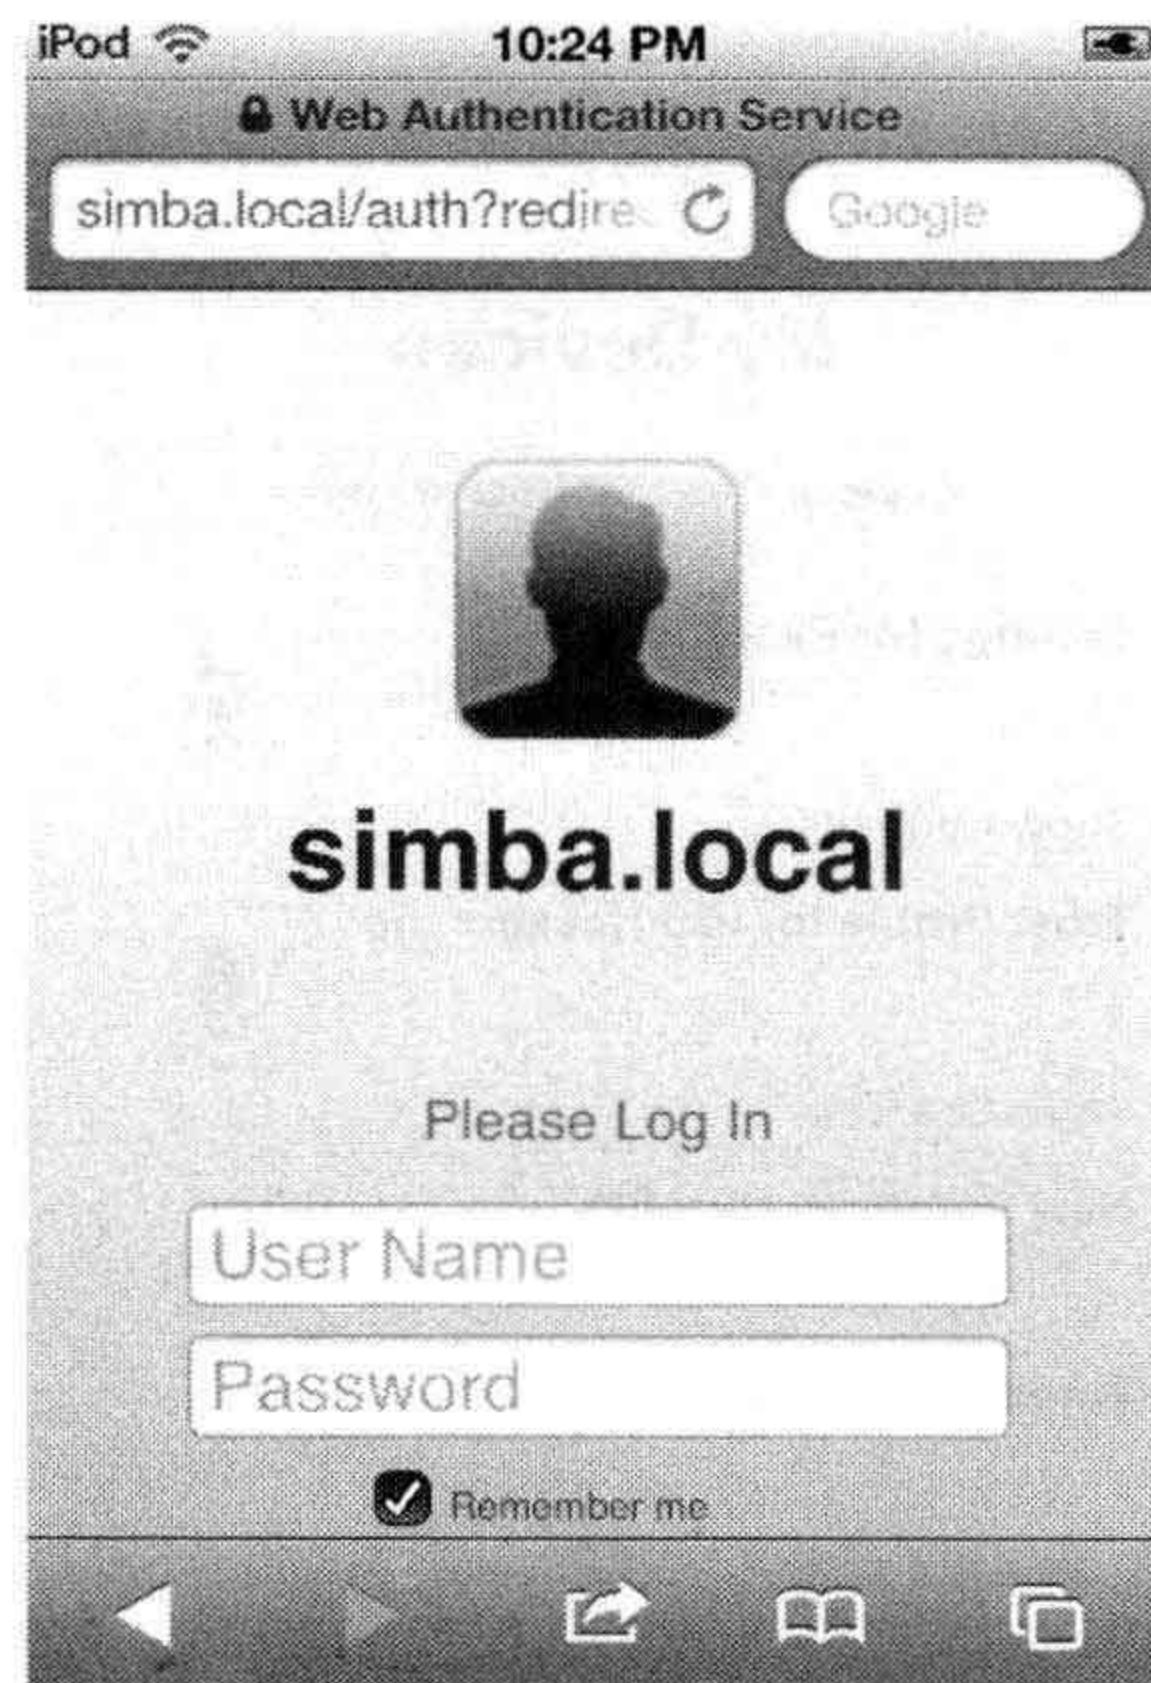 iPod 10:24 PM
Web Authentication Service
simba.local/auth?redire Google
simba.local
Please Log In
User Name
Password
Remember me